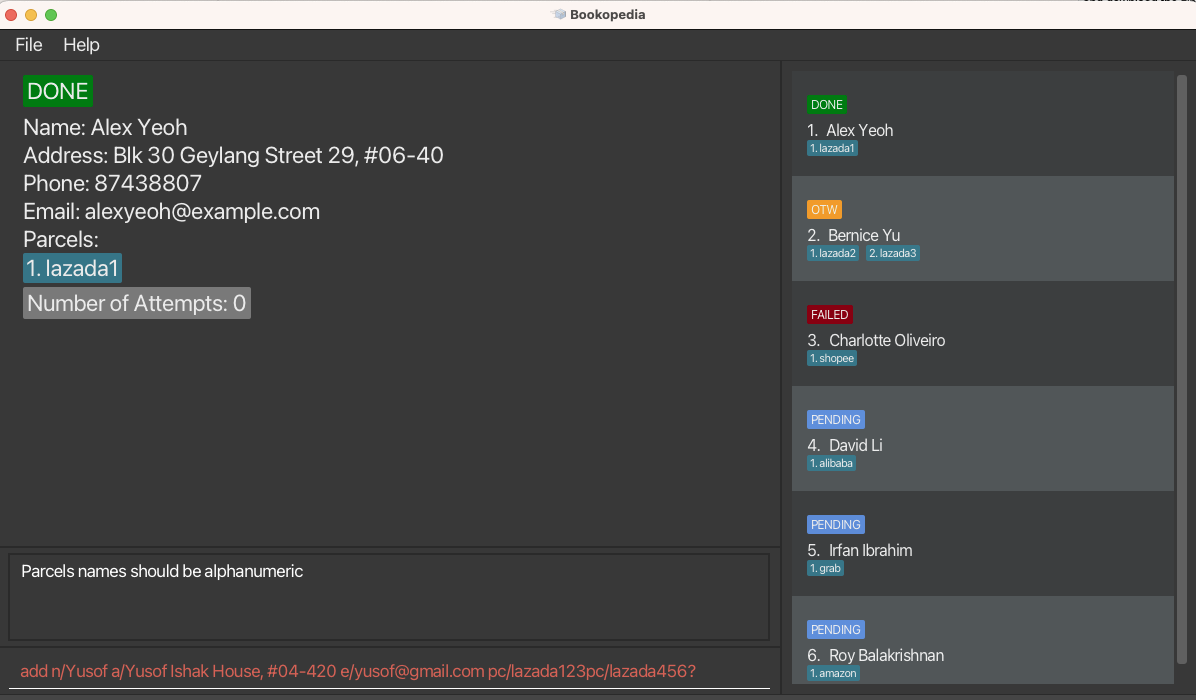 Bookopedia
File Help
DONE
Name: Alex Yeoh
Address: Blk 30 Geylang Street 29, #06-40
Phone: 87438807
Email: alexyeoh@example.com
Parcels:
1. lazada1
Number of Attempts: 0
Parcels names should be alphanumeric
add n/Yusof a/Yusof Ishak House, #04-420 e/yusof@gmail.com pc/lazada123pc/lazada456?
DONE
1. Alex Yeoh
1. lazada1
OTW
2. Bernice Yu
1. lazada2 2. lazada3
FAILED
3. Charlotte Oliveiro
1. shopee
PENDING
4. David Li
1. alibaba
PENDING
5. Irfan Ibrahim
1. grab
PENDING
6. Roy Balakrishnan
1. amazon